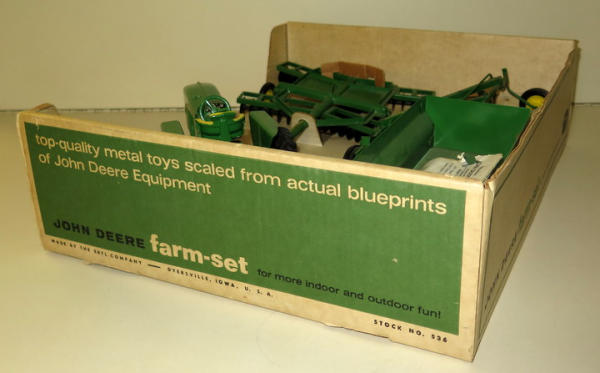 top-quality metal toys scaled from actual blueprints
of John Deere Equipment
JOHN DEERE farm-set for more indoor and outdoor fun!
MADE BY THE ERTL COMPANY — DYERSVILLE, IOWA, U. S. A.
STOCK NO. 536